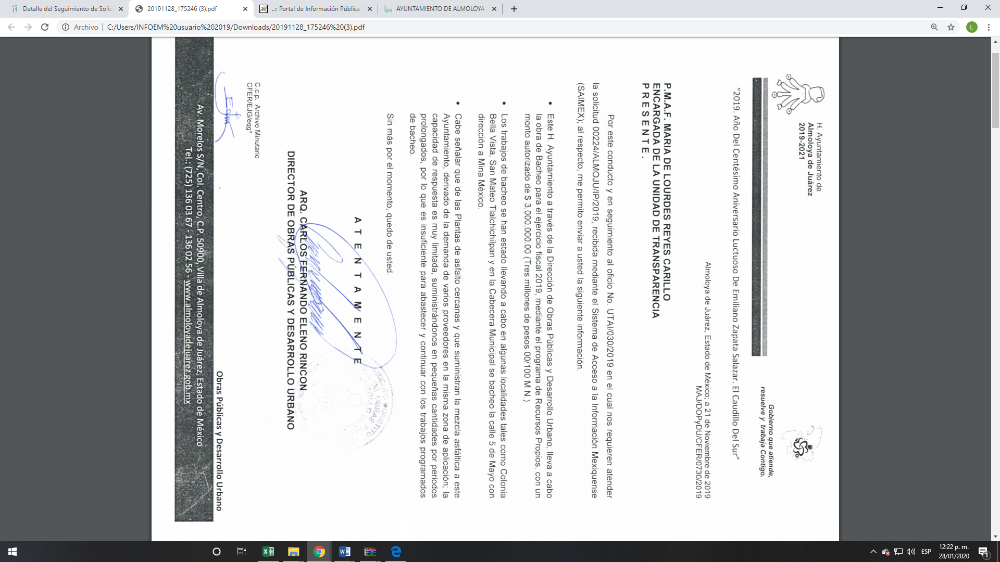 Detalle del Seguimiento de Solici
20191128_175246 (3).pdf
..:: Portal de Información Pública
AYUNTAMIENTO DE ALMOLOYA
Archivo
C:/Users/INFOEM%20usuario%202019/Downloads/20191128_175246%20(3).pdf
L
H. Ayuntamiento de
Almoloya de Juárez
2019-2021
Gobierno que atiende,
resuelve y trabaja Contigo.
"2019. Año Del Centésimo Aniversario Luctuoso De Emiliano Zapata Salazar. El Caudillo Del Sur"
Almoloya de Juárez, Estado de México; a 21 de Noviembre de 2019
MAJ/DOPyDU/CFER/0730/2019
P.M.A.F. MARIA DE LOURDES REYES CARILLO
ENCARGADA DE LA UNIDAD DE TRANSPARENCIA
P R E S E N T E .
Por este conducto y en seguimiento al oficio No. UTAI/030/2019 en el cual nos requieren atender
la solicitud 00224/ALMOJU/IP/2019, recibida mediante el Sistema de Acceso a la Información Mexiquense
(SAIMEX); al respecto, me permito enviar a usted la siguiente información.
• Este H. Ayuntamiento a través de la Dirección de Obras Públicas y Desarrollo Urbano, lleva a cabo
la obra de Bacheo para el ejercicio fiscal 2019, mediante el programa de Recursos Propios, con un
monto autorizado de $ 3,000,000.00 (Tres millones de pesos 00/100 M.N.)
• Los trabajos de bacheo se han estado llevando a cabo en algunas localidades tales como Colonia
Bella Vista, San Mateo Tlalchichilpan y en la Cabecera Municipal se bacheo la calle 5 de Mayo con
dirección a Mina México.
• Cabe señalar que de las Plantas de asfalto cercanas y que suministran la mezcla asfáltica a este
Ayuntamiento, derivado de la demanda de varios proveedores en la misma zona de aplicación; la
capacidad de respuesta es muy limitada, suministrándonos en pequeñas cantidades por periodos
prolongados, por lo que es insuficiente para abastecer y continuar con los trabajos programados
de bacheo.
Sin más por el momento, quedo de usted.
A T E N T A M E N T E
ARQ. CARLOS FERNANDO ELENO RINCON
DIRECTOR DE OBRAS PÚBLICAS Y DESARROLLO URBANO
C.c.p. Archivo Minutario
CFER/EJG/eqg*
Obras Públicas y Desarrollo Urbano
Av. Morelos S/N, Col. Centro, C.P. 50900, Villa de Almoloya de Juárez, Estado de México
Tel.: (725) 136 03 67 - 136 02 56 - www.almoloyadejuarez.gob.mx
ESP
12:22 p. m.
28/01/2020
1